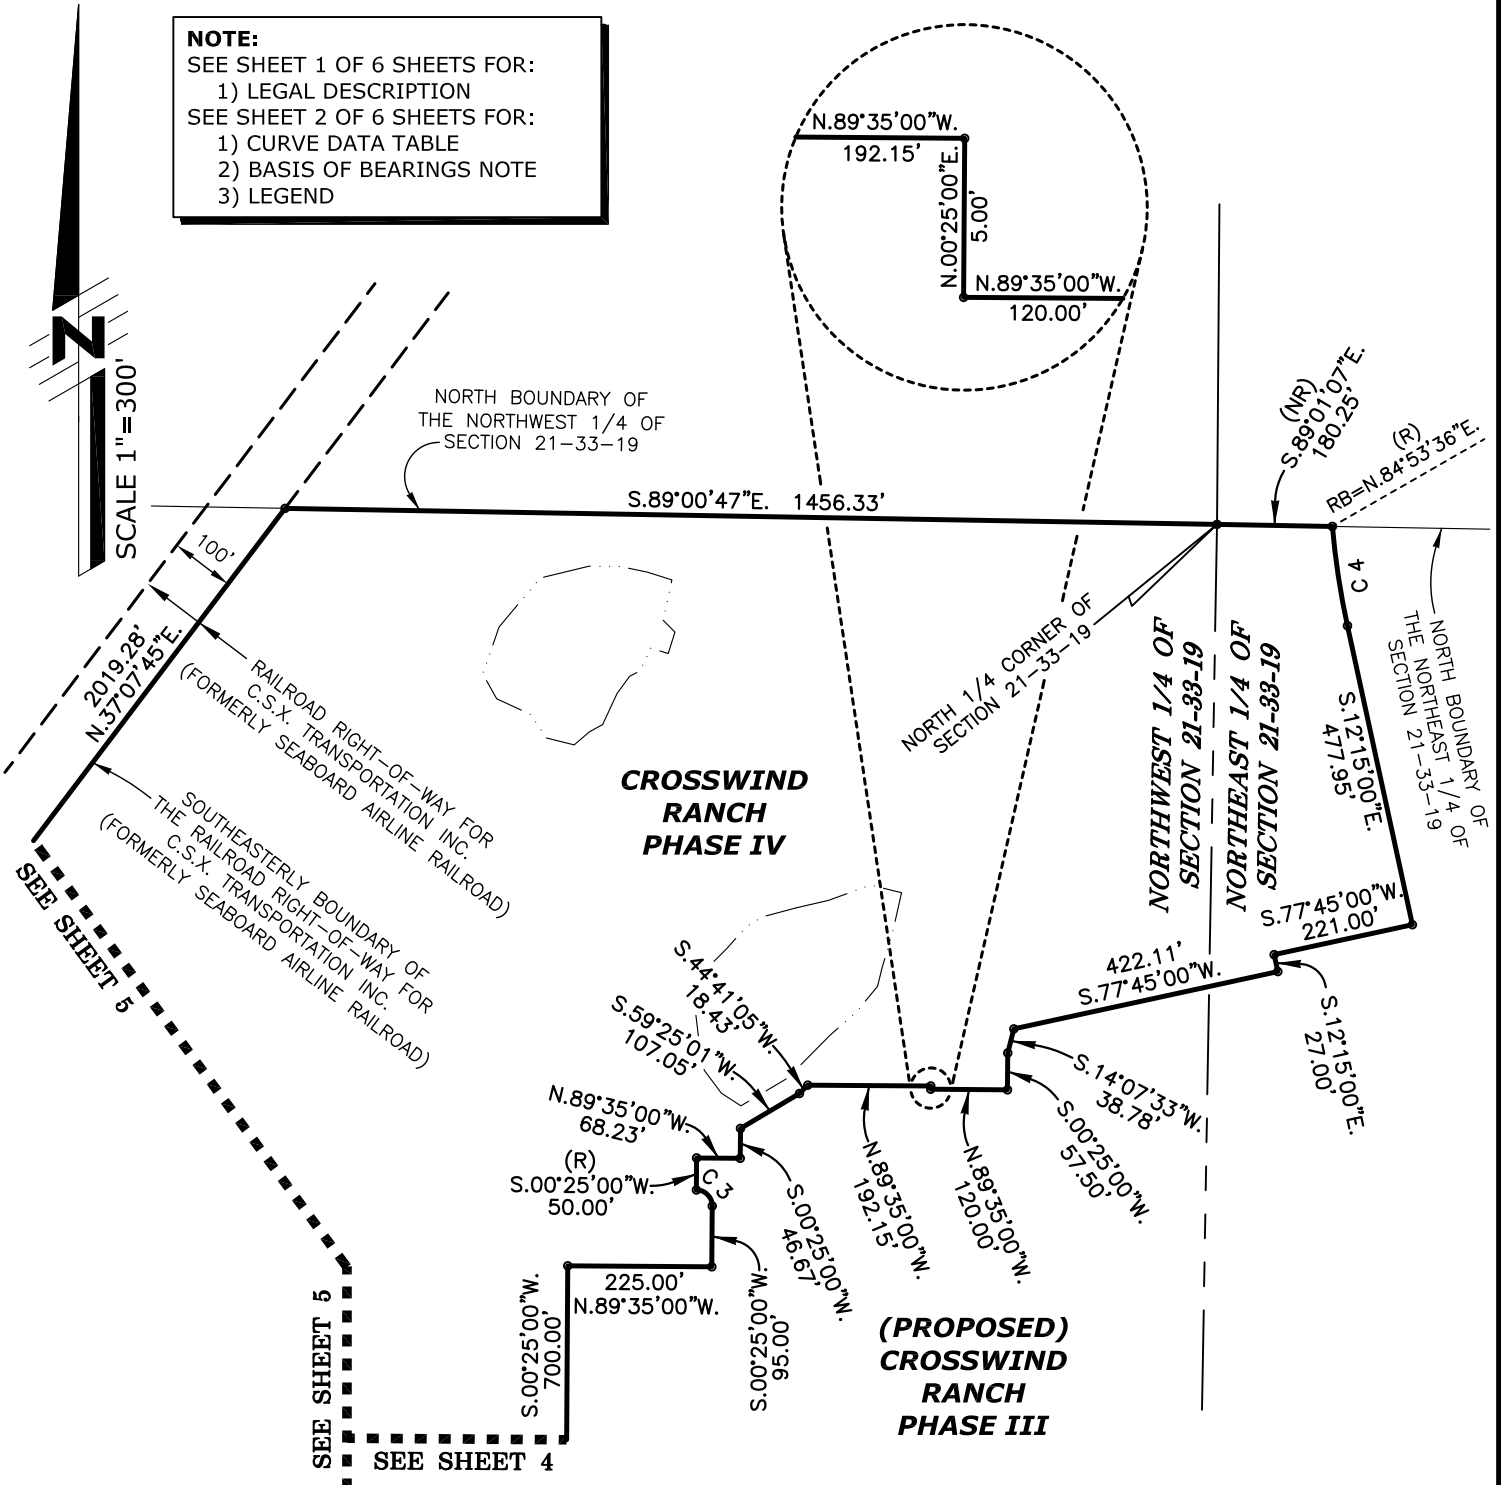 NOTE:
SEE SHEET 1 OF 6 SHEETS FOR:
1) LEGAL DESCRIPTION
SEE SHEET 2 OF 6 SHEETS FOR:
1) CURVE DATA TABLE
2) BASIS OF BEARINGS NOTE
3) LEGEND
N
SCALE 1"=300'
N.89°35'00"W.
192.15'
N.00°25'00"E.
5.00'
N.89°35'00"W.
120.00'
NORTH BOUNDARY OF
THE NORTHWEST 1/4 OF
SECTION 21-33-19
S.89°00'47"E. 1456.33'
(NR)
S.89°01'07"E.
180.25'
(R)
RB=N.84°53'36"E.
100'
2019.28'
N.37°07'45"E.
RAILROAD RIGHT-OF-WAY FOR
C.S.X. TRANSPORTATION INC.
(FORMERLY SEABOARD AIRLINE RAILROAD)
SOUTHEASTERLY BOUNDARY OF
THE RAILROAD RIGHT-OF-WAY FOR
C.S.X. TRANSPORTATION INC.
(FORMERLY SEABOARD AIRLINE RAILROAD)
CROSSWIND
RANCH
PHASE IV
NORTH 1/4 CORNER OF
SECTION 21-33-19
NORTHWEST 1/4 OF
SECTION 21-33-19
NORTHEAST 1/4 OF
SECTION 21-33-19
C 4
NORTH BOUNDARY OF
THE NORTHEAST 1/4 OF
SECTION 21-33-19
S.12°15'00"E.
477.95'
S.77°45'00"W.
221.00'
422.11'
S.77°45'00"W.
S.12°15'00"E.
27.00'
S.14°07'33"W.
38.78'
S.00°25'00"W.
57.50'
N.89°35'00"W.
120.00'
N.89°35'00"W.
192.15'
S.44°41'05"W.
18.43'
S.59°25'01"W.
107.05'
S.00°25'00"W.
46.67'
N.89°35'00"W.
68.23'
(R)
S.00°25'00"W.
50.00'
C 3
S.00°25'00"W.
95.00'
225.00'
N.89°35'00"W.
S.00°25'00"W.
700.00'
(PROPOSED)
CROSSWIND
RANCH
PHASE III
SEE SHEET 5
SEE SHEET 5
SEE SHEET 4